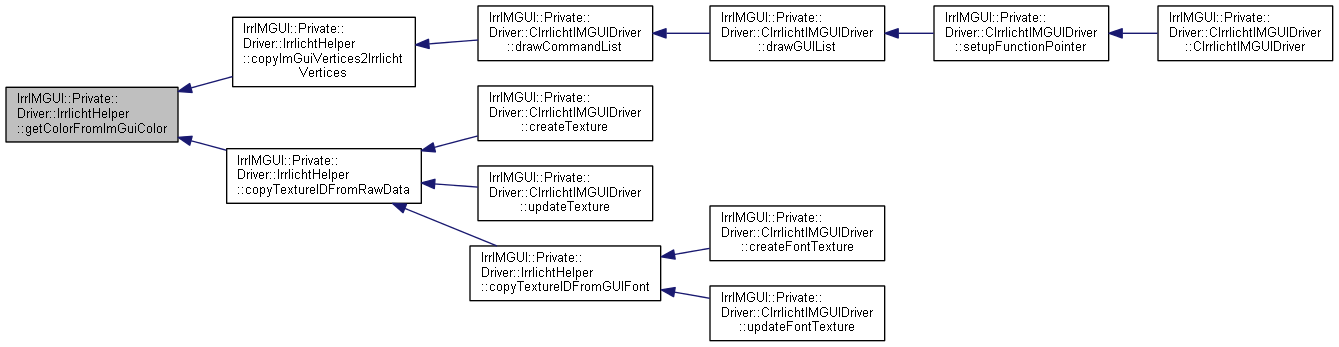 IrrIMGUI::Private::
Driver::IrrlichtHelper
::getColorFromImGuiColor
IrrIMGUI::Private::
Driver::IrrlichtHelper
::copyImGuiVertices2Irrlicht
Vertices
IrrIMGUI::Private::
Driver::CIrrlichtIMGUIDriver
::drawCommandList
IrrIMGUI::Private::
Driver::CIrrlichtIMGUIDriver
::drawGUIList
IrrIMGUI::Private::
Driver::CIrrlichtIMGUIDriver
::setupFunctionPointer
IrrIMGUI::Private::
Driver::CIrrlichtIMGUIDriver
::CIrrlichtIMGUIDriver
IrrIMGUI::Private::
Driver::IrrlichtHelper
::copyTextureIDFromRawData
IrrIMGUI::Private::
Driver::CIrrlichtIMGUIDriver
::createTexture
IrrIMGUI::Private::
Driver::CIrrlichtIMGUIDriver
::updateTexture
IrrIMGUI::Private::
Driver::IrrlichtHelper
::copyTextureIDFromGUIFont
IrrIMGUI::Private::
Driver::CIrrlichtIMGUIDriver
::createFontTexture
IrrIMGUI::Private::
Driver::CIrrlichtIMGUIDriver
::updateFontTexture